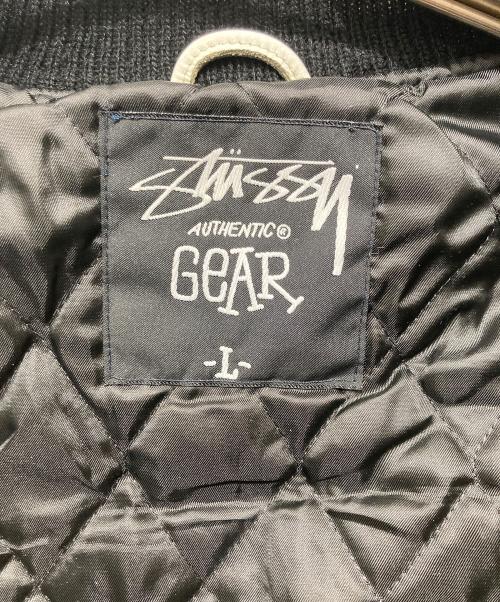 Stüssy
AUTHENTIC®
GEAR
-L-